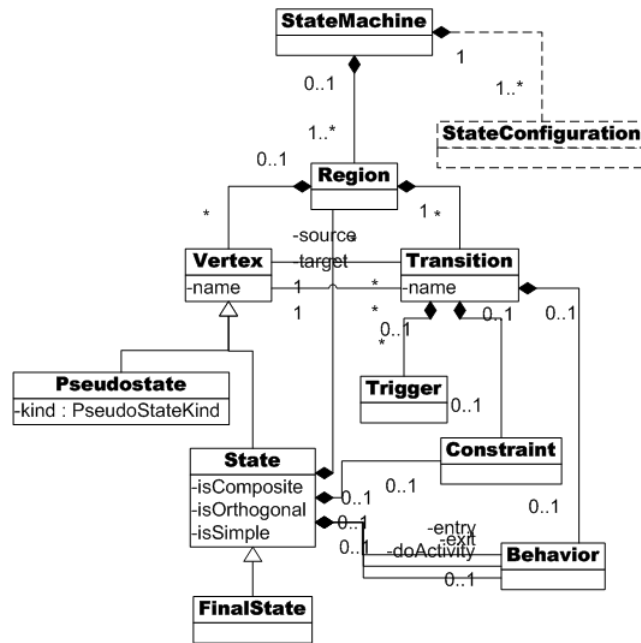 StateMachine
0..1
1
1..*
1..*
StateConfiguration
0..1
Region
*
1
*
-source
*
Vertex
-target
Transition
-name
1
*
-name
1
*
0..1
0..1
0..1
*
Pseudostate
-kind : PseudoStateKind
Trigger
0..1
State
Constraint
-isComposite
-isOrthogonal
-isSimple
0..1
0..1
0..1
0..1
0..1
-entry
-exit
-doActivity
0..1
Behavior
FinalState